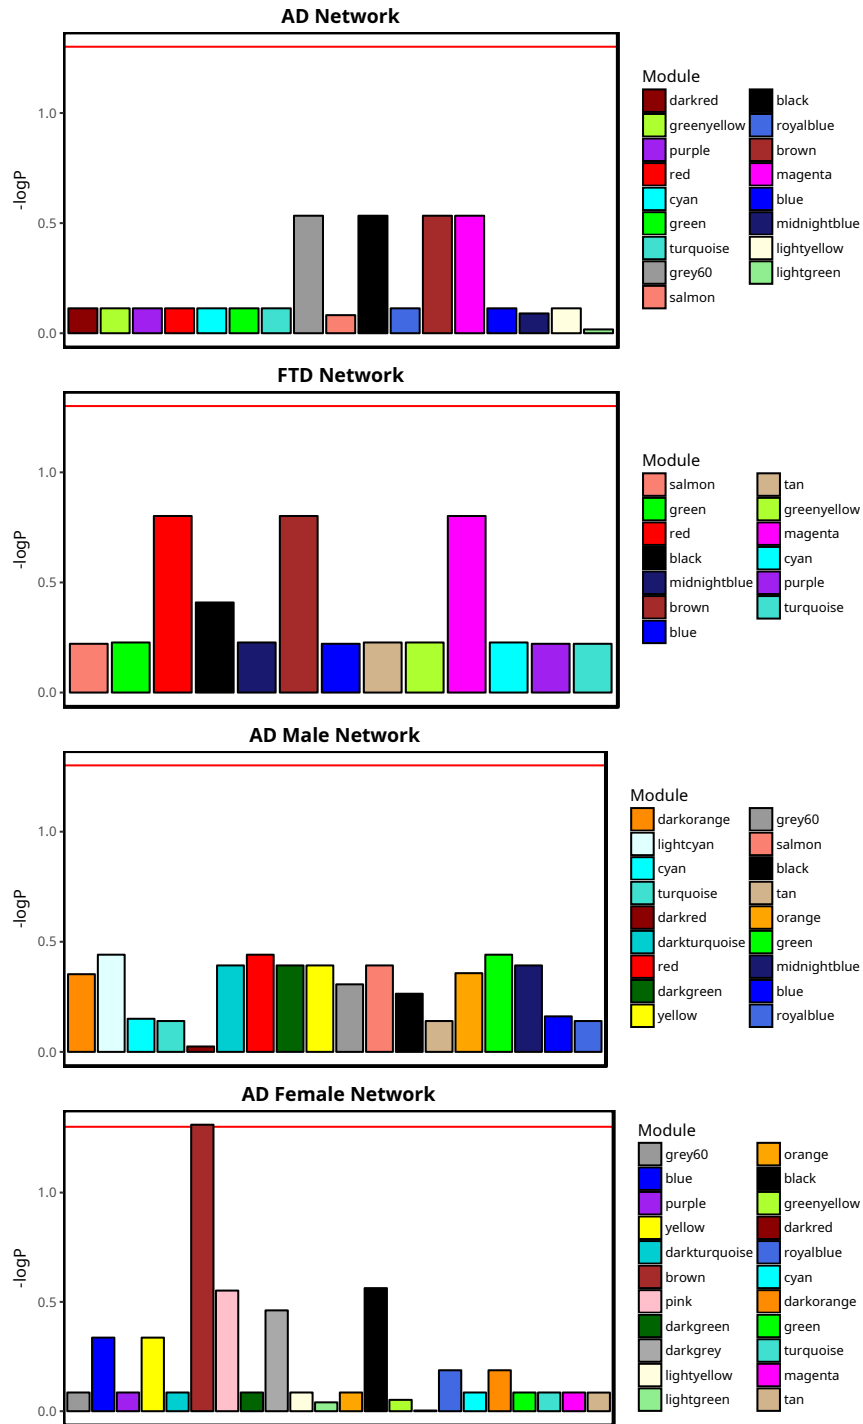 AD Network
-logP
1.0
0.5
0.0
Module
darkred
greenyellow
purple
red
cyan
green
turquoise
grey60
salmon
black
royalblue
brown
magenta
blue
midnightblue
lightyellow
lightgreen
FTD Network
-logP
1.0
0.5
0.0
Module
salmon
green
red
black
midnightblue
brown
blue
tan
greenyellow
magenta
cyan
purple
turquoise
AD Male Network
-logP
1.0
0.5
0.0
Module
darkorange
lightcyan
cyan
turquoise
darkred
darkturquoise
red
darkgreen
yellow
grey60
salmon
black
tan
orange
green
midnightblue
blue
royalblue
AD Female Network
-logP
1.0
0.5
0.0
Module
grey60
blue
purple
yellow
darkturquoise
brown
pink
darkgreen
darkgrey
lightyellow
lightgreen
orange
black
greenyellow
darkred
royalblue
cyan
darkorange
green
turquoise
magenta
tan